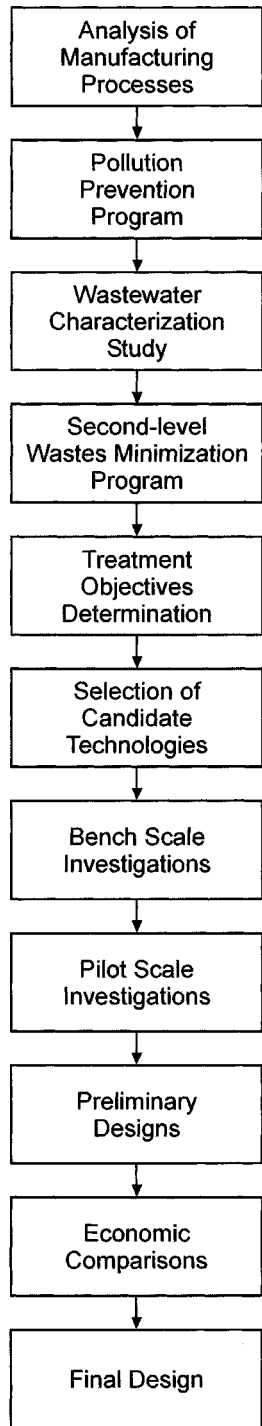 Analysis of
Manufacturing
Processes
Pollution
Prevention
Program
Wastewater
Characterization
Study
Second-level
Wastes Minimization
Program
Treatment
Objectives
Determination
Selection of
Candidate
Technologies
Bench Scale
Investigations
Pilot Scale
Investigations
Preliminary
Designs
Economic
Comparisons
Final Design